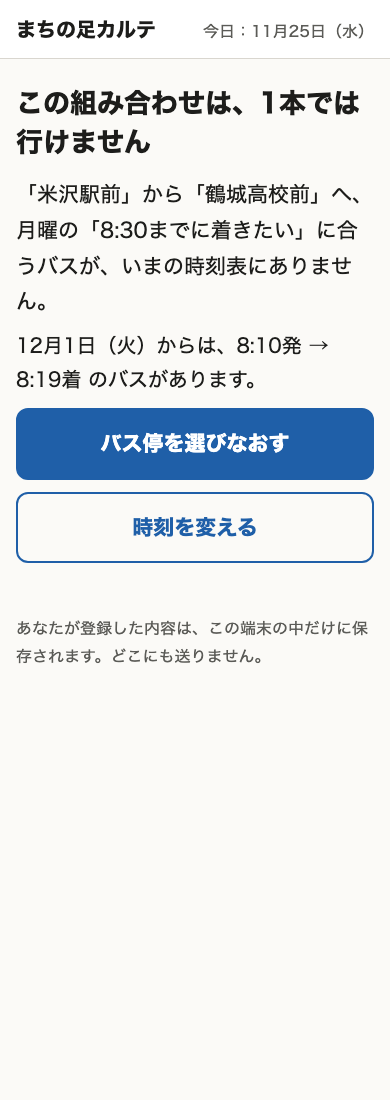 まちの足カルテ
今日：11月25日（水）
この組み合わせは、1本では
行けません
「米沢駅前」から「鶴城高校前」へ、
月曜の「8:30までに着きたい」に合
うバスが、いまの時刻表にありませ
ん。
12月1日（火）からは、8:10発 →
8:19着 のバスがあります。
バス停を選びなおす
時刻を変える
あなたが登録した内容は、この端末の中だけに保
存されます。どこにも送りません。